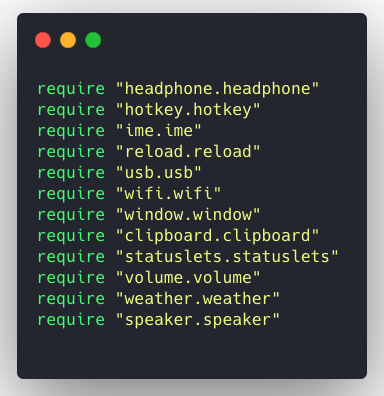 require "headphone.headphone"
require "hotkey.hotkey"
require "ime.ime"
require "reload.reload"
require "usb.usb"
require "wifi.wifi"
require "window.window"
require "clipboard.clipboard"
require "statuslets.statuslets"
require "volume.volume"
require "weather.weather"
require "speaker.speaker"